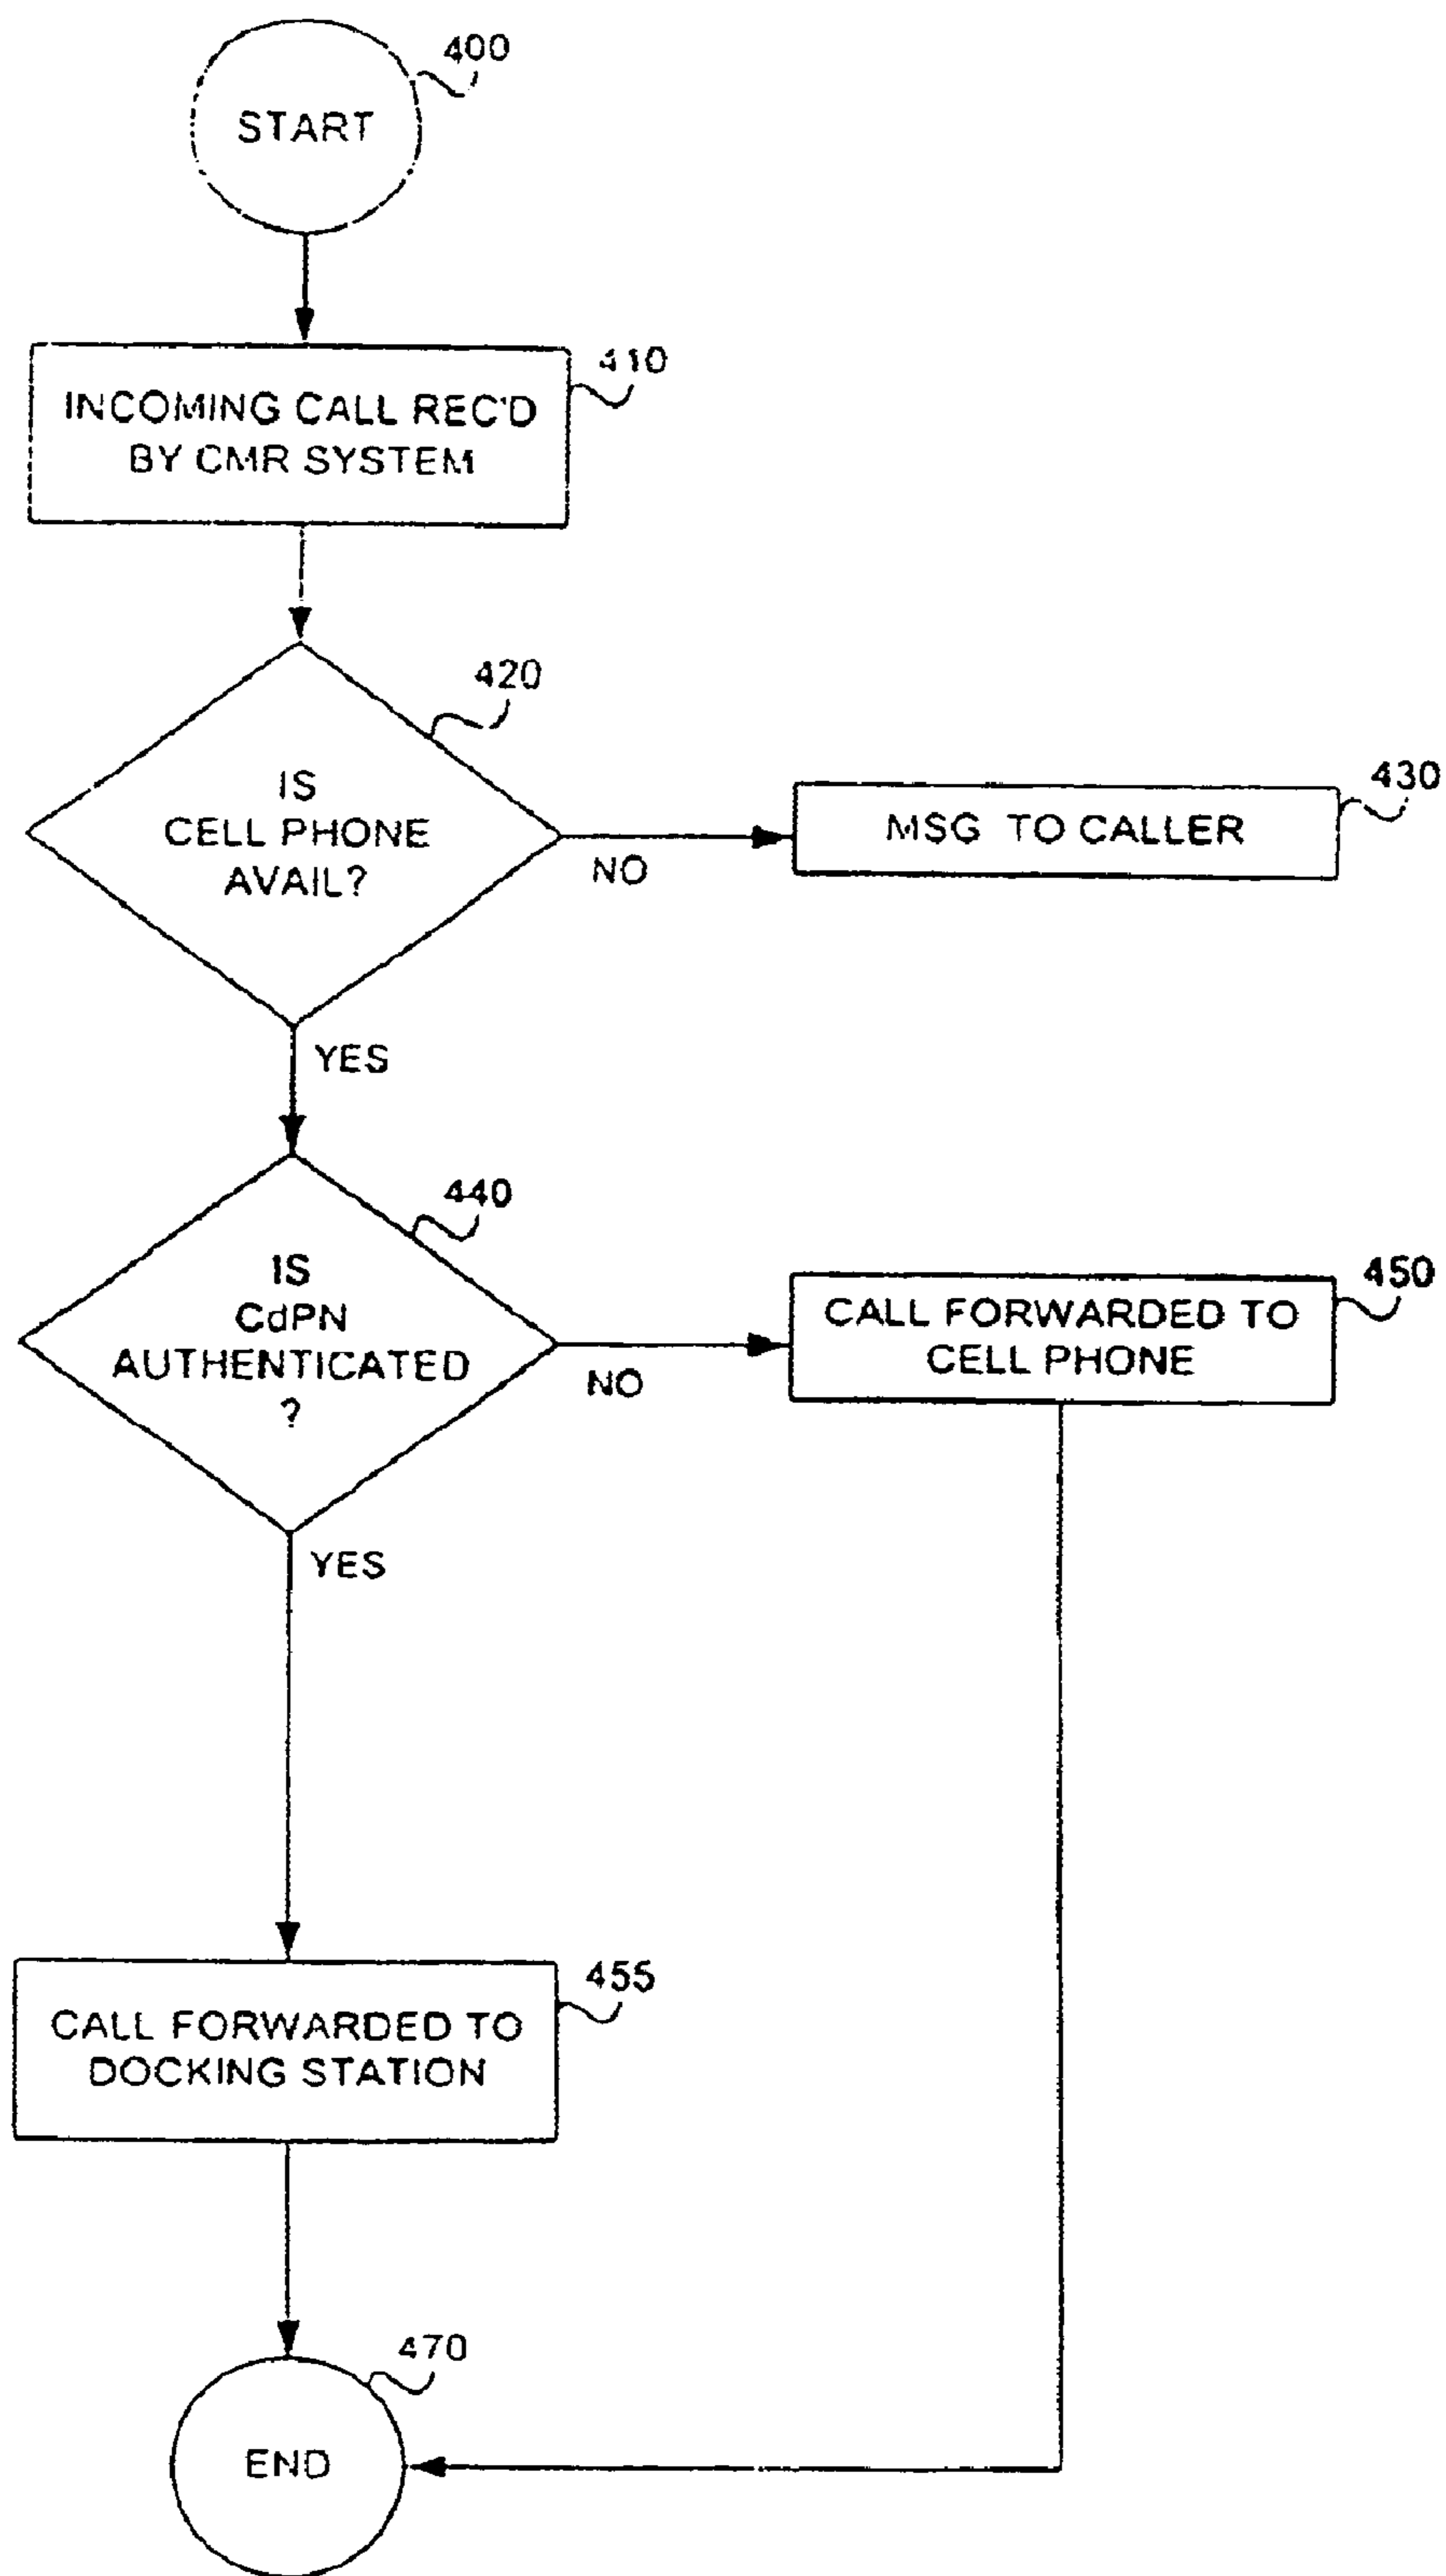 400
START
410
INCOMING CALL REC'D
BY CMR SYSTEM
420
IS
CELL PHONE
AVAIL?
NO
430
MSG TO CALLER
YES
440
IS
CdPN
AUTHENTICATED
?
NO
450
CALL FORWARDED TO
CELL PHONE
YES
455
CALL FORWARDED TO
DOCKING STATION
470
END